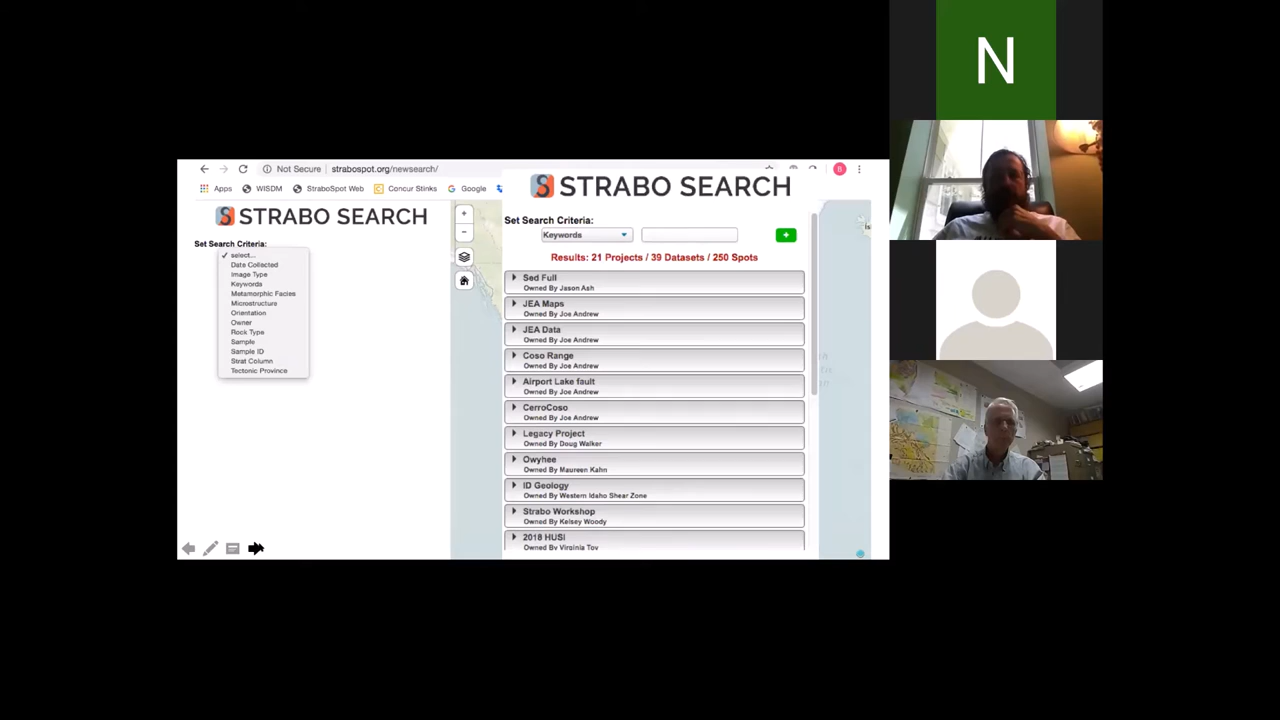 N
Not Secure
strabospot.org/newsearch/
Apps
WISDM
StraboSpot Web
Concur Stinks
Google
STRABO SEARCH
Set Search Criteria:
✓ select...
Date Collected
Image Type
Keywords
Metamorphic Facies
Microstructure
Orientation
Owner
Rock Type
Sample
Sample ID
Strat Column
Tectonic Province
+
−
STRABO SEARCH
Set Search Criteria:
Keywords
+
Results: 21 Projects / 39 Datasets / 250 Spots
Sed Full
Owned By Jason Ash
JEA Maps
Owned By Joe Andrew
JEA Data
Owned By Joe Andrew
Coso Range
Owned By Joe Andrew
Airport Lake fault
Owned By Joe Andrew
CerroCoso
Owned By Joe Andrew
Legacy Project
Owned By Doug Walker
Owyhee
Owned By Maureen Kahn
ID Geology
Owned By Western Idaho Shear Zone
Strabo Workshop
Owned By Kelsey Woody
2018 HUSI
Owned By Virginia Toy